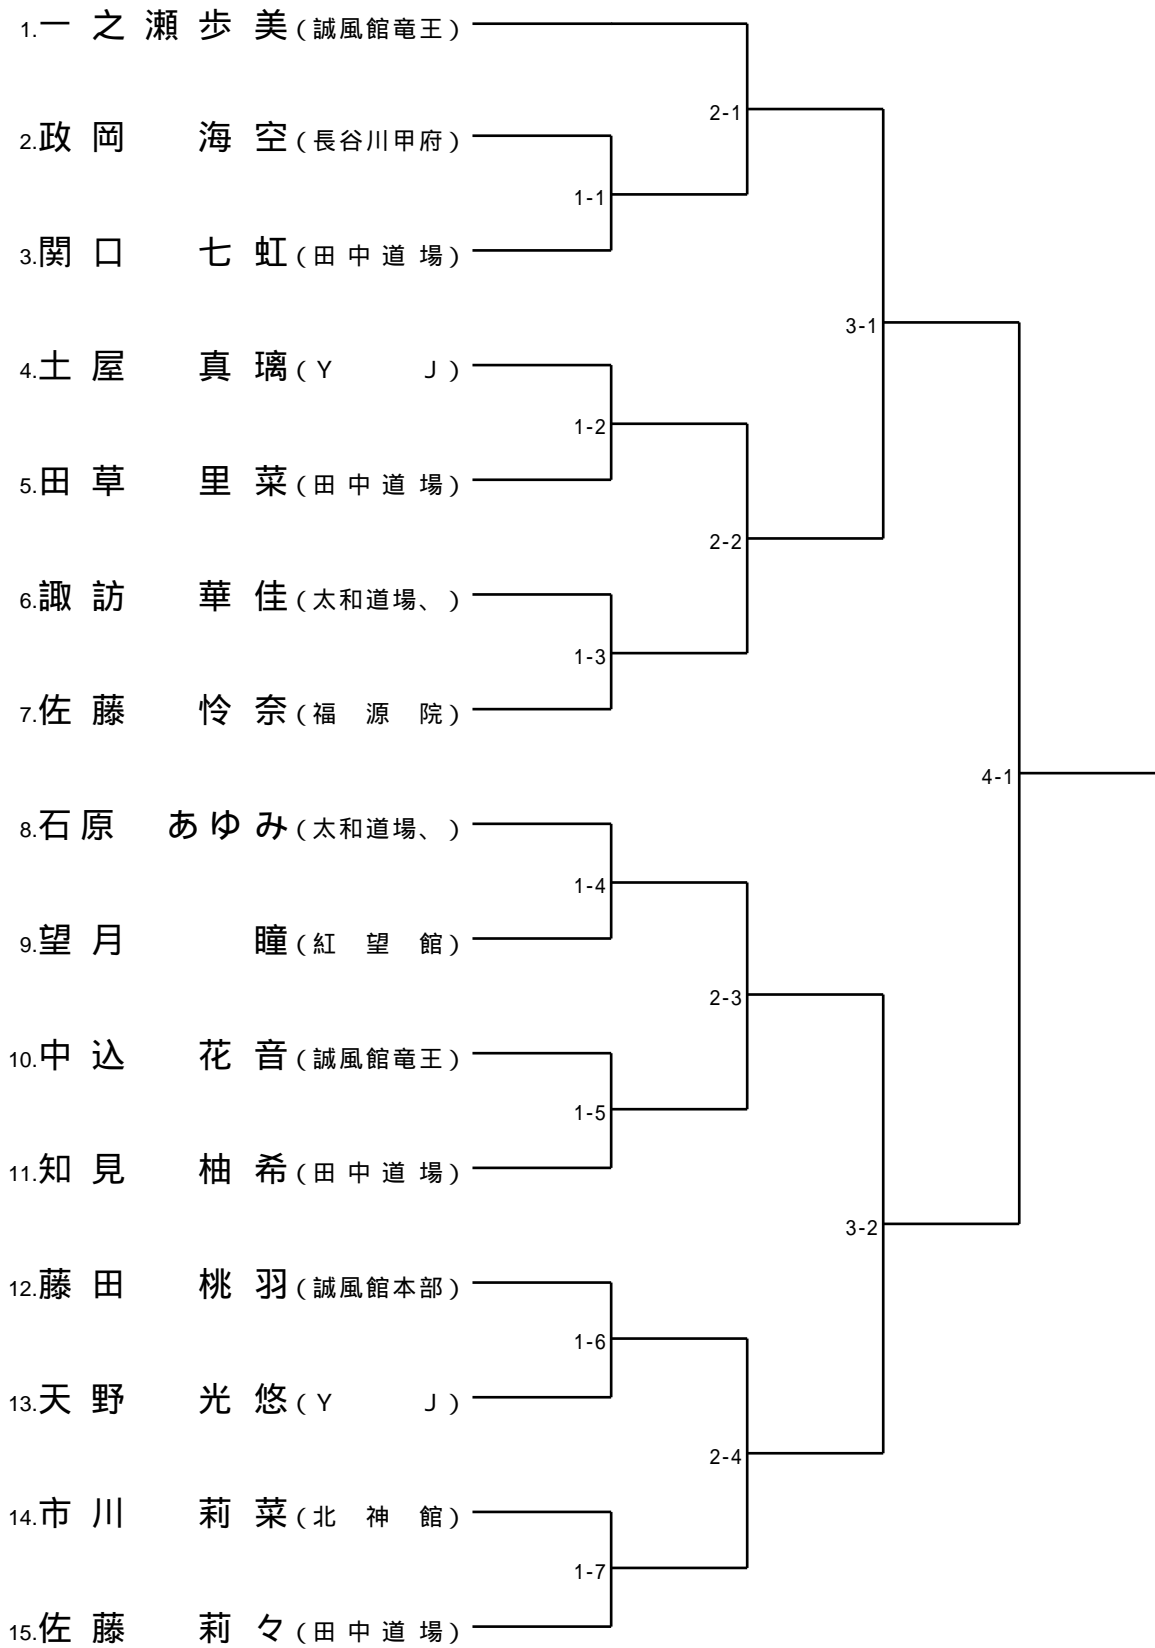 1.一之瀬歩美(誠風館竜王)
2-1
2.政岡 海空(長谷川甲府)
1-1
3.関口 七虹(田中道場)
3-1
4.土屋 真璃(Y J)
1-2
5.田草 里菜(田中道場)
2-2
6.諏訪 華佳(太和道場、)
1-3
7.佐藤 怜奈(福源院)
4-1
8.石原 あゆみ(太和道場、)
1-4
9.望月 瞳(紅望館)
2-3
10.中込 花音(誠風館竜王)
1-5
11.知見 柚希(田中道場)
3-2
12.藤田 桃羽(誠風館本部)
1-6
13.天野 光悠(Y J)
2-4
14.市川 莉菜(北神館)
1-7
15.佐藤 莉々(田中道場)